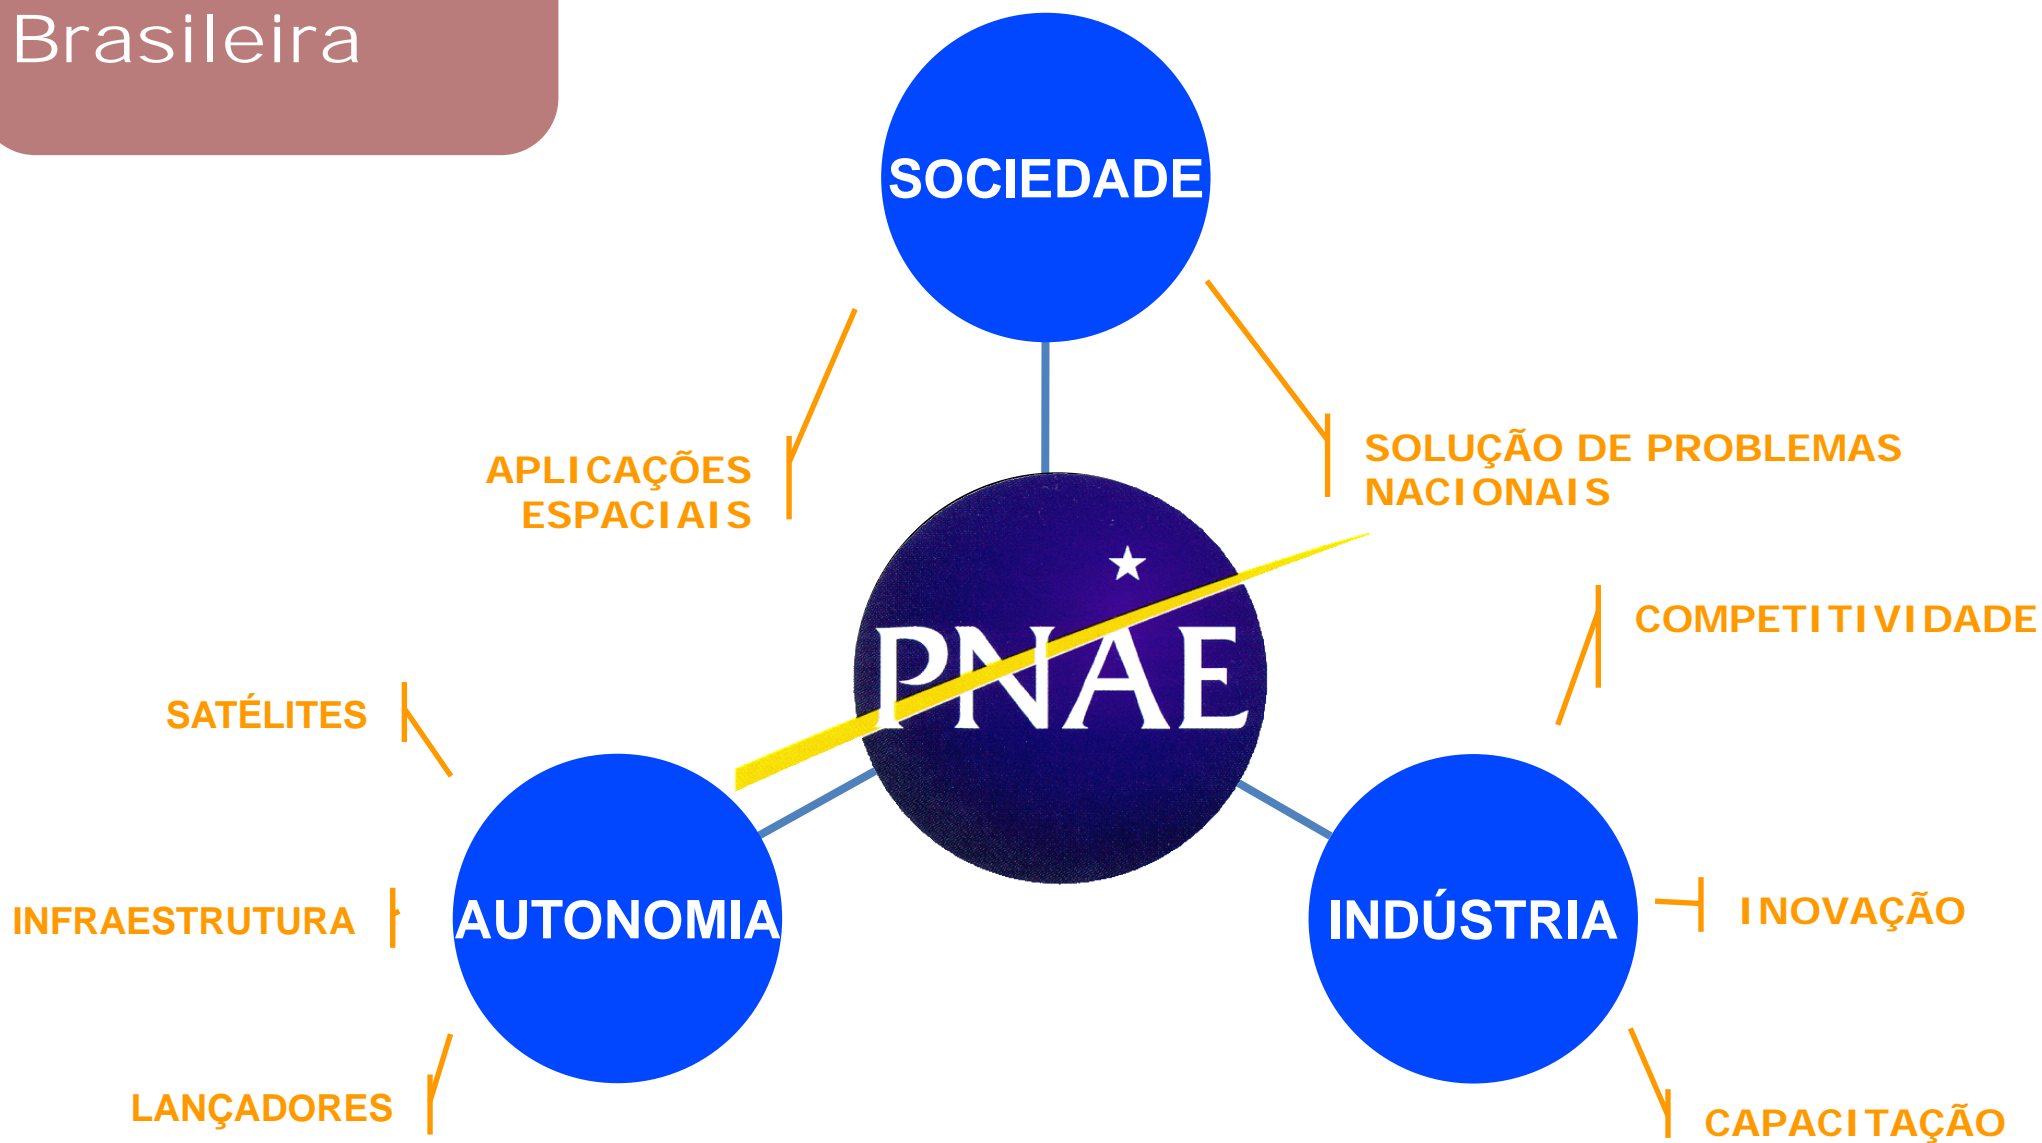 Brasileira
SOCIEDADE
APLICAÇÕES
ESPACIAIS
SOLUÇÃO DE PROBLEMAS
NACIONAIS
PNAE
COMPETITIVIDADE
SATÉLITES
INFRAESTRUTURA
AUTONOMIA
INDÚSTRIA
INOVAÇÃO
LANÇADORES
CAPACITAÇÃO